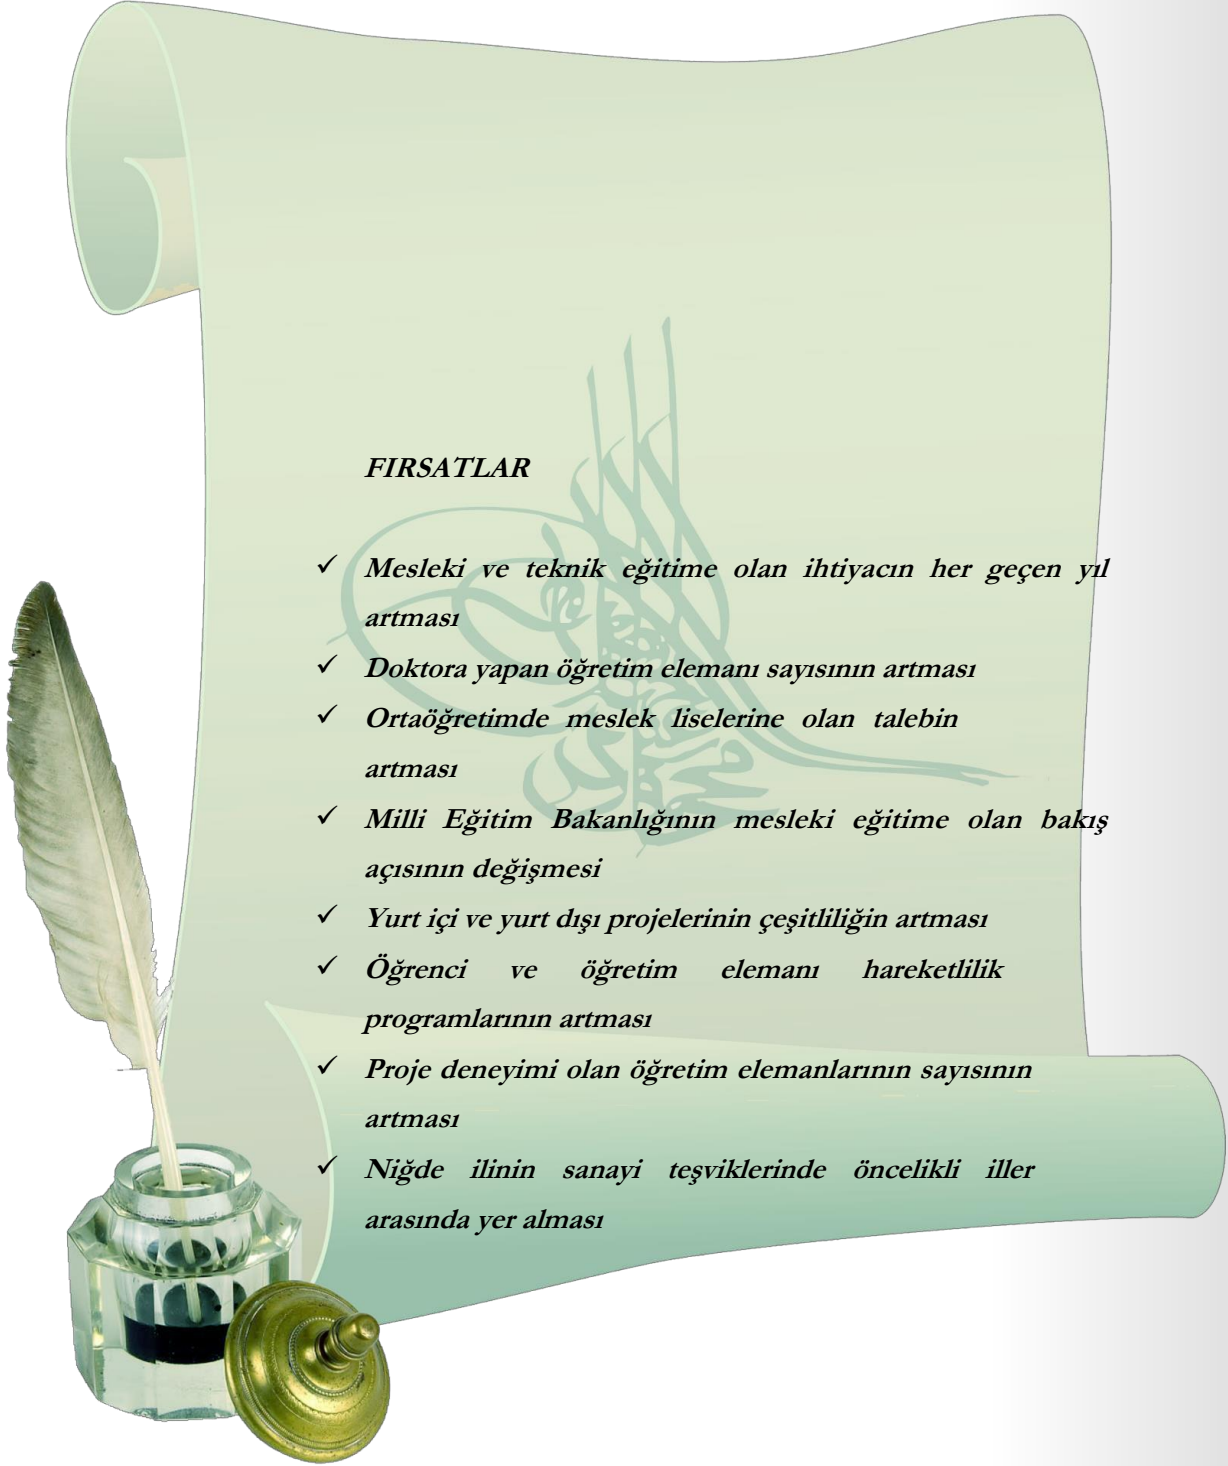 FIRSATLAR
✓ Mesleki ve teknik eğitime olan ihtiyacın her geçen yıl
artması
✓ Doktora yapan öğretim elemanı sayısının artması
✓ Ortaöğretimde meslek liselerine olan talebin
artması
✓ Milli Eğitim Bakanlığının mesleki eğitime olan bakış
açısının değişmesi
✓ Yurt içi ve yurt dışı projelerinin çeşitliliğin artması
✓ Öğrenci ve öğretim elemanı hareketlilik
programlarının artması
✓ Proje deneyimi olan öğretim elemanlarının sayısının
artması
✓ Niğde ilinin sanayi teşviklerinde öncelikli iller
arasında yer alması